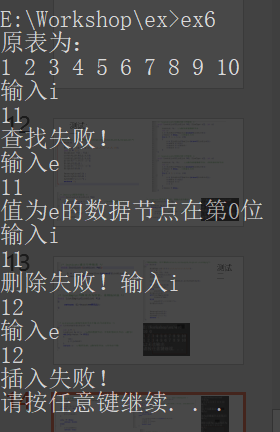 E:\Workshop\ex>ex6
原表为:
1 2 3 4 5 6 7 8 9 10
输入i
11
查找失败!
输入e
11
值为e的数据节点在第0位
输入i
11
删除失败! 输入i
12
输入e
12
插入失败!
请按任意键继续. . .